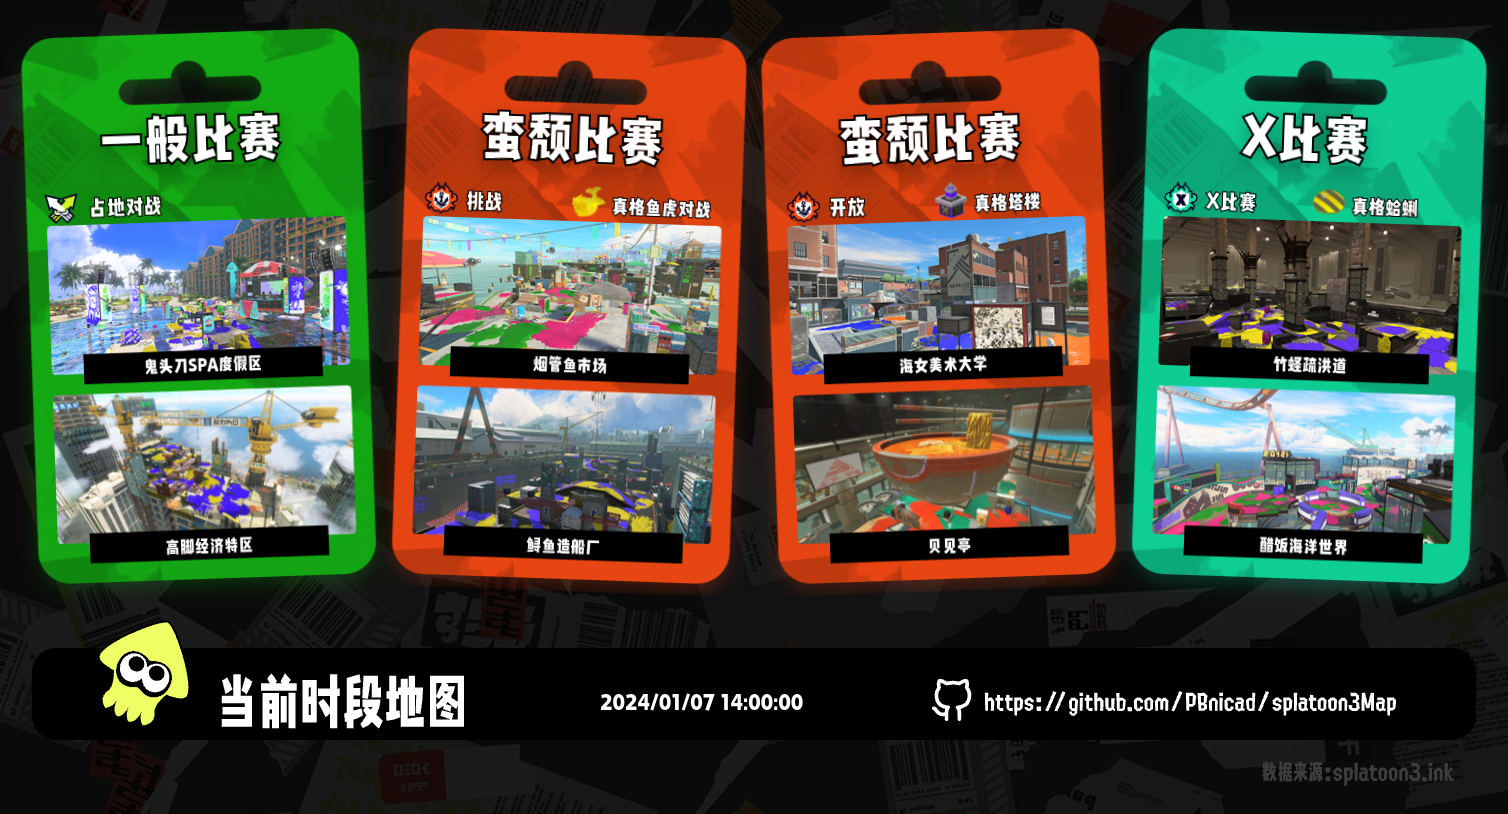 一般比赛
占地对战
鬼头刀SPA度假区
高脚经济特区
蛮颓比赛
挑战
真格鱼虎对战
烟管鱼市场
鲟鱼造船厂
蛮颓比赛
开放
真格塔楼
海女美术大学
贝见亭
X比赛
X比赛
真格蛤蜊
竹蛏疏洪道
醋饭海洋世界
当前时段地图
2024/01/07 14:00:00
https://github.com/PBnicad/splatoon3Map
数据来源:splatoon3.ink